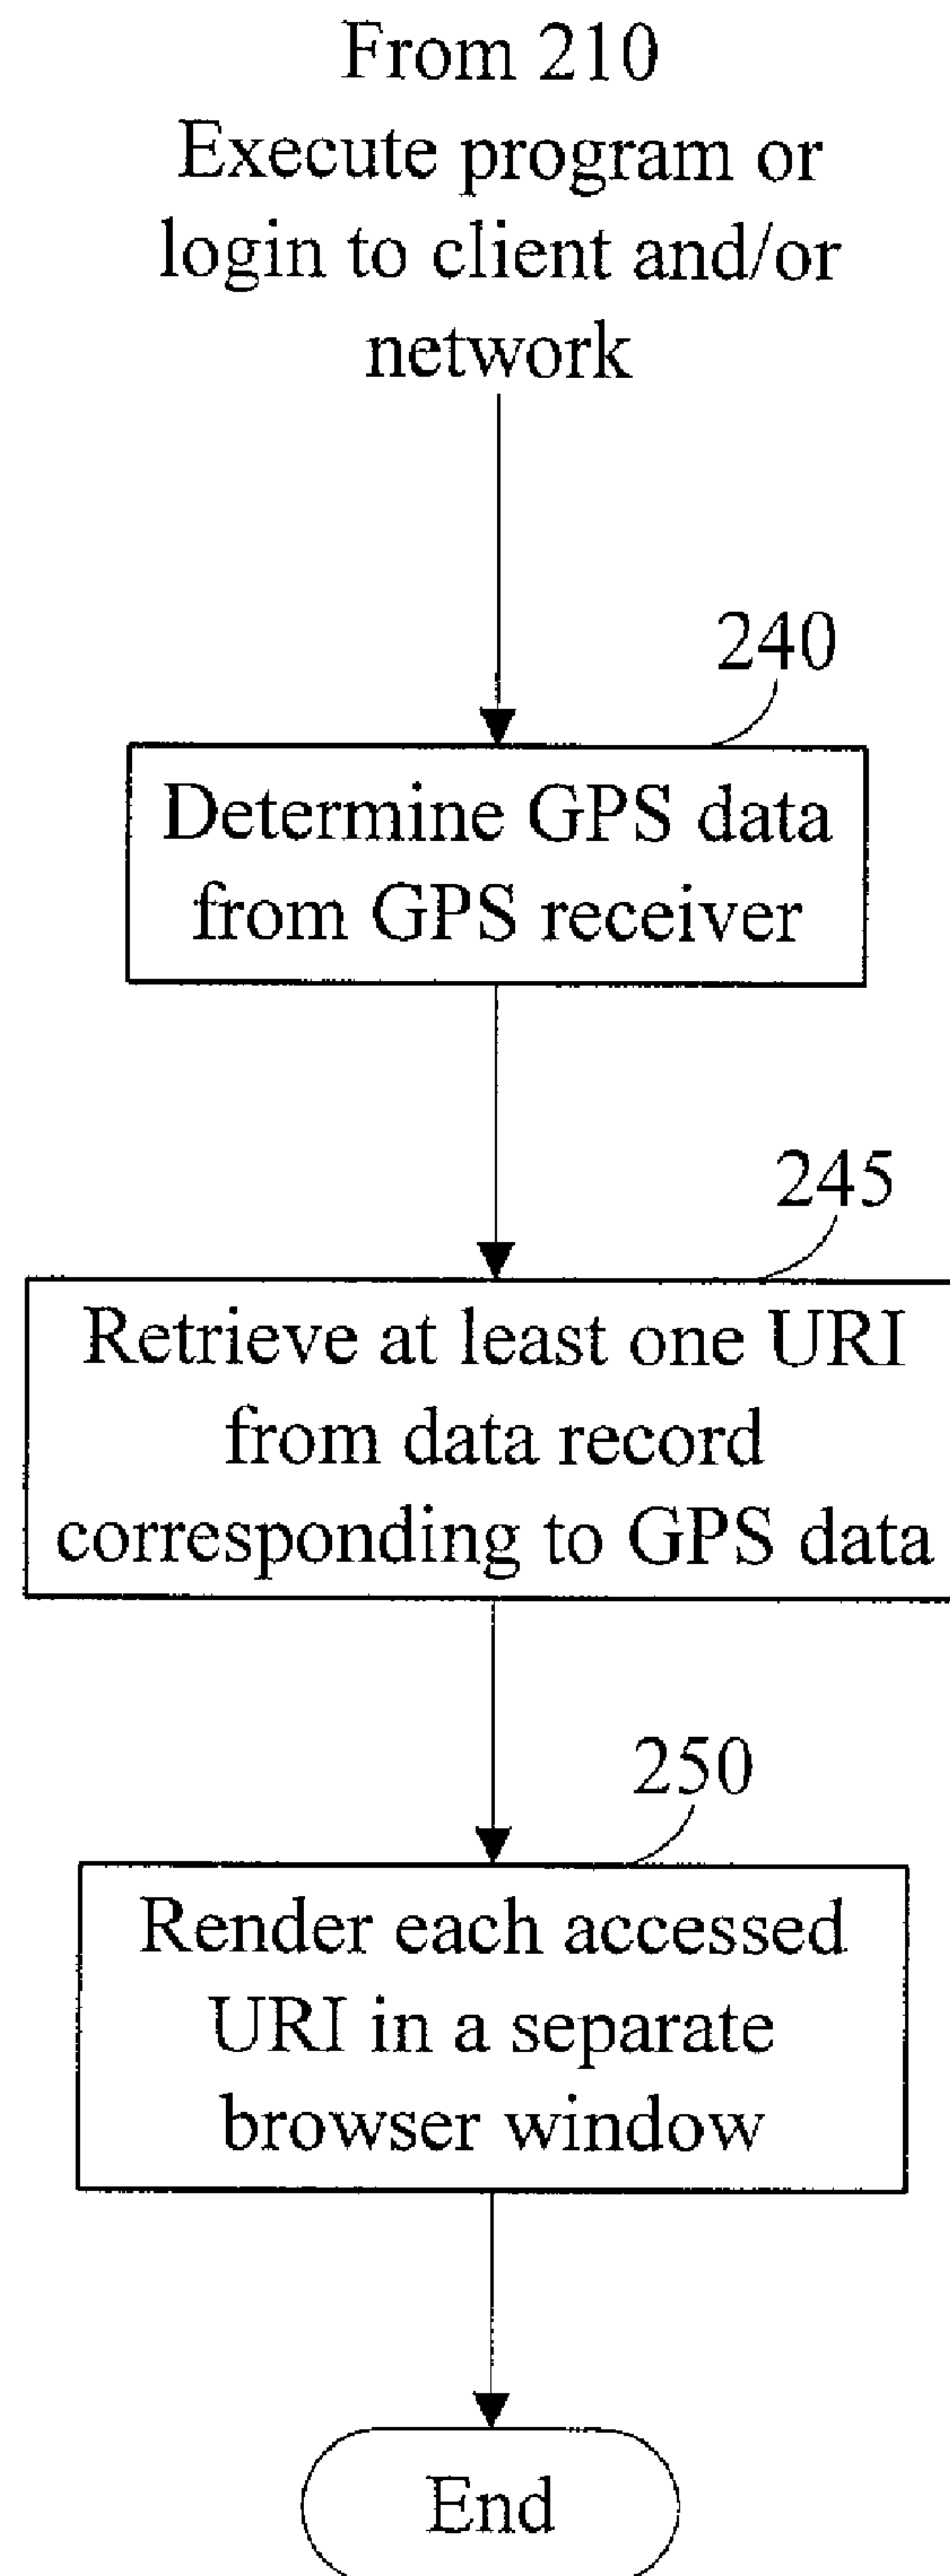 From 210
Execute program or
login to client and/or
network
240
Determine GPS data
from GPS receiver
245
Retrieve at least one URI
from data record
corresponding to GPS data
250
Render each accessed
URI in a separate
browser window
End